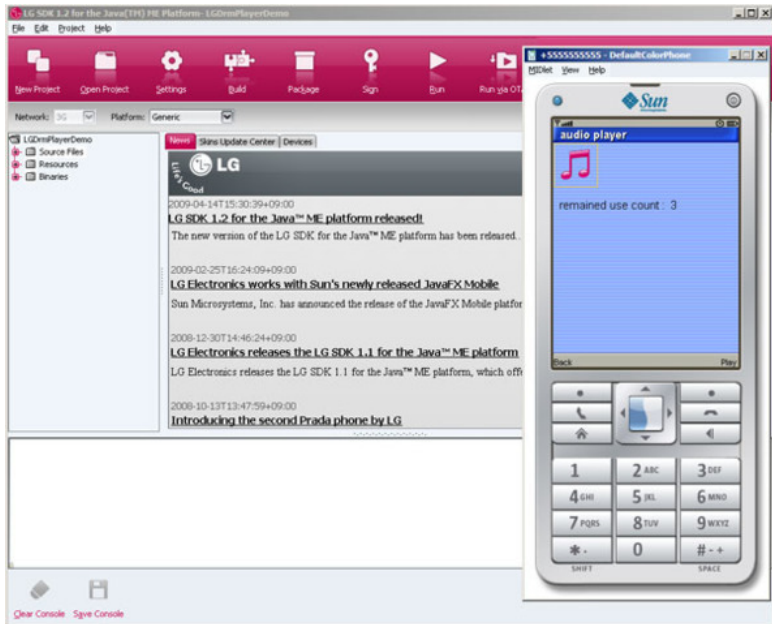 LG SDK 1.2 for the Java(TM) ME Platform- LGDrmPlayerDemo
File Edit Project Help
New Project Open Project Settings Build Package Sign Run Run via OTA
Network: 3G Platform: Generic
LGDrmPlayerDemo
Source Files
Resources
Binaries
News Skins Update Center Devices
Life's Good LG
2009-04-14T15:30:39+09:00
LG SDK 1.2 for the Java™ ME platform released!
The new version of the LG SDK for the Java™ ME platform has been released..
2009-02-25T16:24:09+09:00
LG Electronics works with Sun's newly released JavaFX Mobile
Sun Microsystems, Inc. has announced the release of the JavaFX Mobile platfor
2008-12-30T14:46:24+09:00
LG Electronics releases the LG SDK 1.1 for the Java™ ME platform
LG Electronics releases the LG SDK 1.1 for the Java™ ME platform, which offe
2008-10-13T13:47:59+09:00
Introducing the second Prada phone by LG
Clear Console Save Console
+5555555555 - DefaultColorPhone
MIDlet View Help
Sun
audio player
remained use count : 3
Back Play
1 2 ABC 3 DEF
4 GHI 5 JKL 6 MNO
7 PQRS 8 TUV 9 WXYZ
* . 0 # - +
SHIFT SPACE